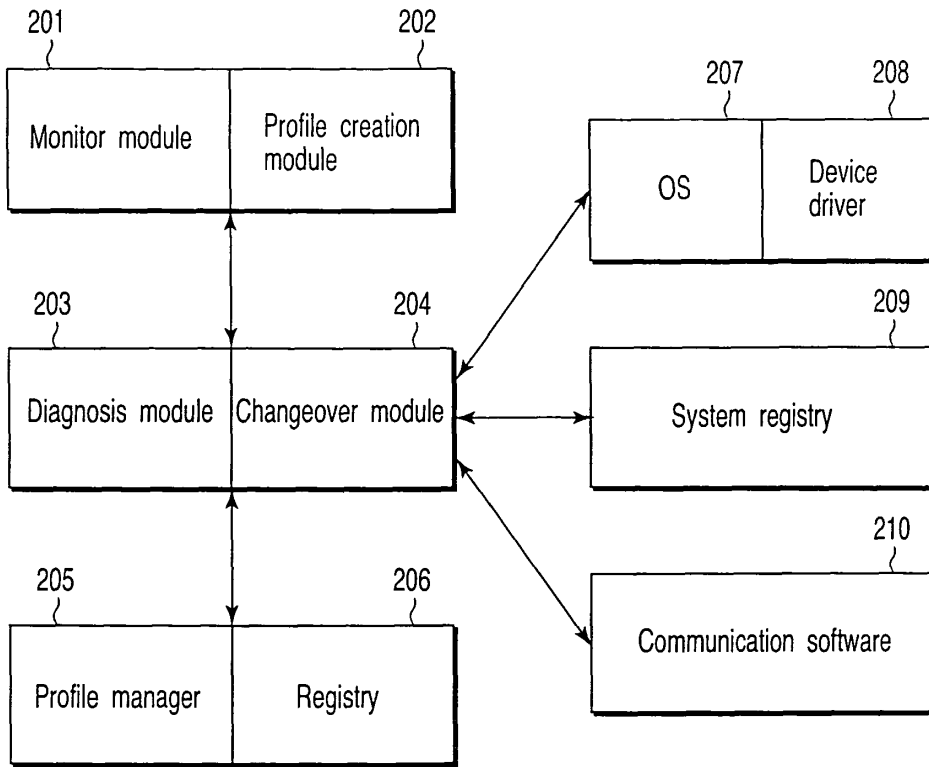 201
202
Monitor module
Profile creation
module
207
208
OS
Device
driver
203
204
Diagnosis module
Changeover module
209
System registry
205
206
Profile manager
Registry
210
Communication software